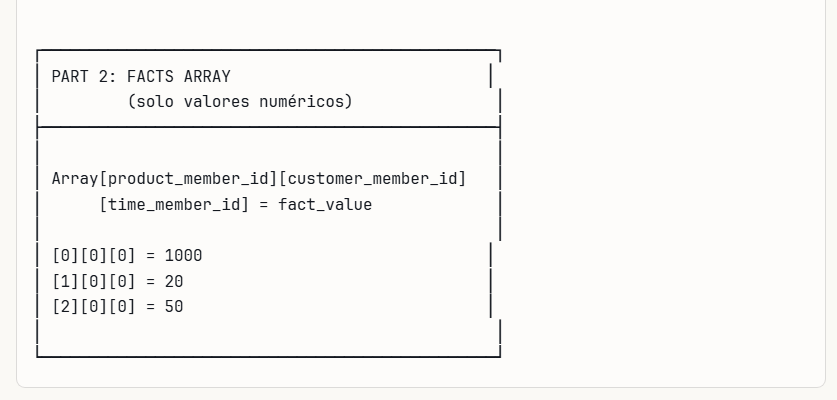 PART 2: FACTS ARRAY
(solo valores numéricos)
Array[product_member_id][customer_member_id]
[time_member_id] = fact_value
[0][0][0] = 1000
[1][0][0] = 20
[2][0][0] = 50